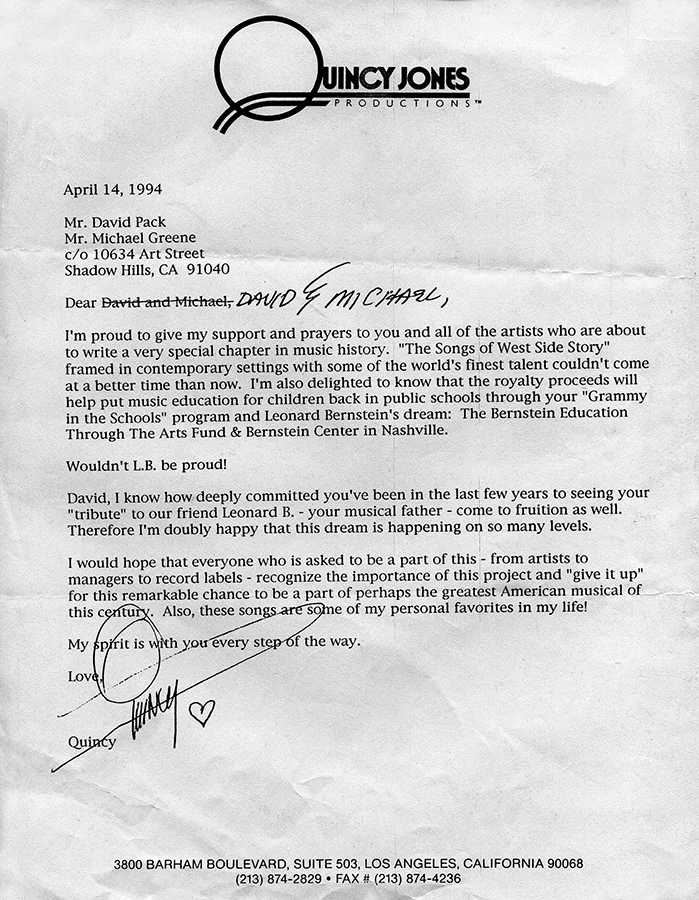 QUINCY JONES
PRODUCTIONS™
April 14, 1994
Mr. David Pack
Mr. Michael Greene
c/o 10634 Art Street
Shadow Hills, CA 91040
Dear David and Michael, DAVID & MICHAEL,
I'm proud to give my support and prayers to you and all of the artists who are about
to write a very special chapter in music history. "The Songs of West Side Story"
framed in contemporary settings with some of the world's finest talent couldn't come
at a better time than now. I'm also delighted to know that the royalty proceeds will
help put music education for children back in public schools through your "Grammy
in the Schools" program and Leonard Bernstein's dream: The Bernstein Education
Through The Arts Fund & Bernstein Center in Nashville.
Wouldn't L.B. be proud!
David, I know how deeply committed you've been in the last few years to seeing your
"tribute" to our friend Leonard B. - your musical father - come to fruition as well.
Therefore I'm doubly happy that this dream is happening on so many levels.
I would hope that everyone who is asked to be a part of this - from artists to
managers to record labels - recognize the importance of this project and "give it up"
for this remarkable chance to be a part of perhaps the greatest American musical of
this century. Also, these songs are some of my personal favorites in my life!
My spirit is with you every step of the way.
Love,
QUINCY
Quincy
3800 BARHAM BOULEVARD, SUITE 503, LOS ANGELES, CALIFORNIA 90068
(213) 874-2829 • FAX # (213) 874-4236